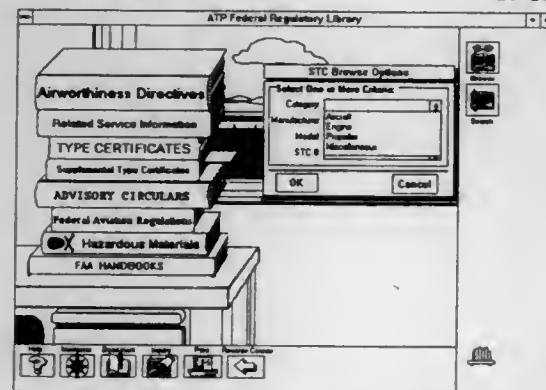 ATP Federal Regulatory Library
Airworthiness Directives
Related Service Information
TYPE CERTIFICATES
Supplemental Type Certificates
ADVISORY CIRCULARS
Federal Aviation Regulations
Hazardous Materials
FAA HANDBOOKS
STC Browse Options
Select One or More Criteria:
Category
Manufacturer
Model
STC #
Aircraft
Engine
Propeller
Miscellaneous
OK
Cancel
Browse
Search
Help
Print
Reverse Course